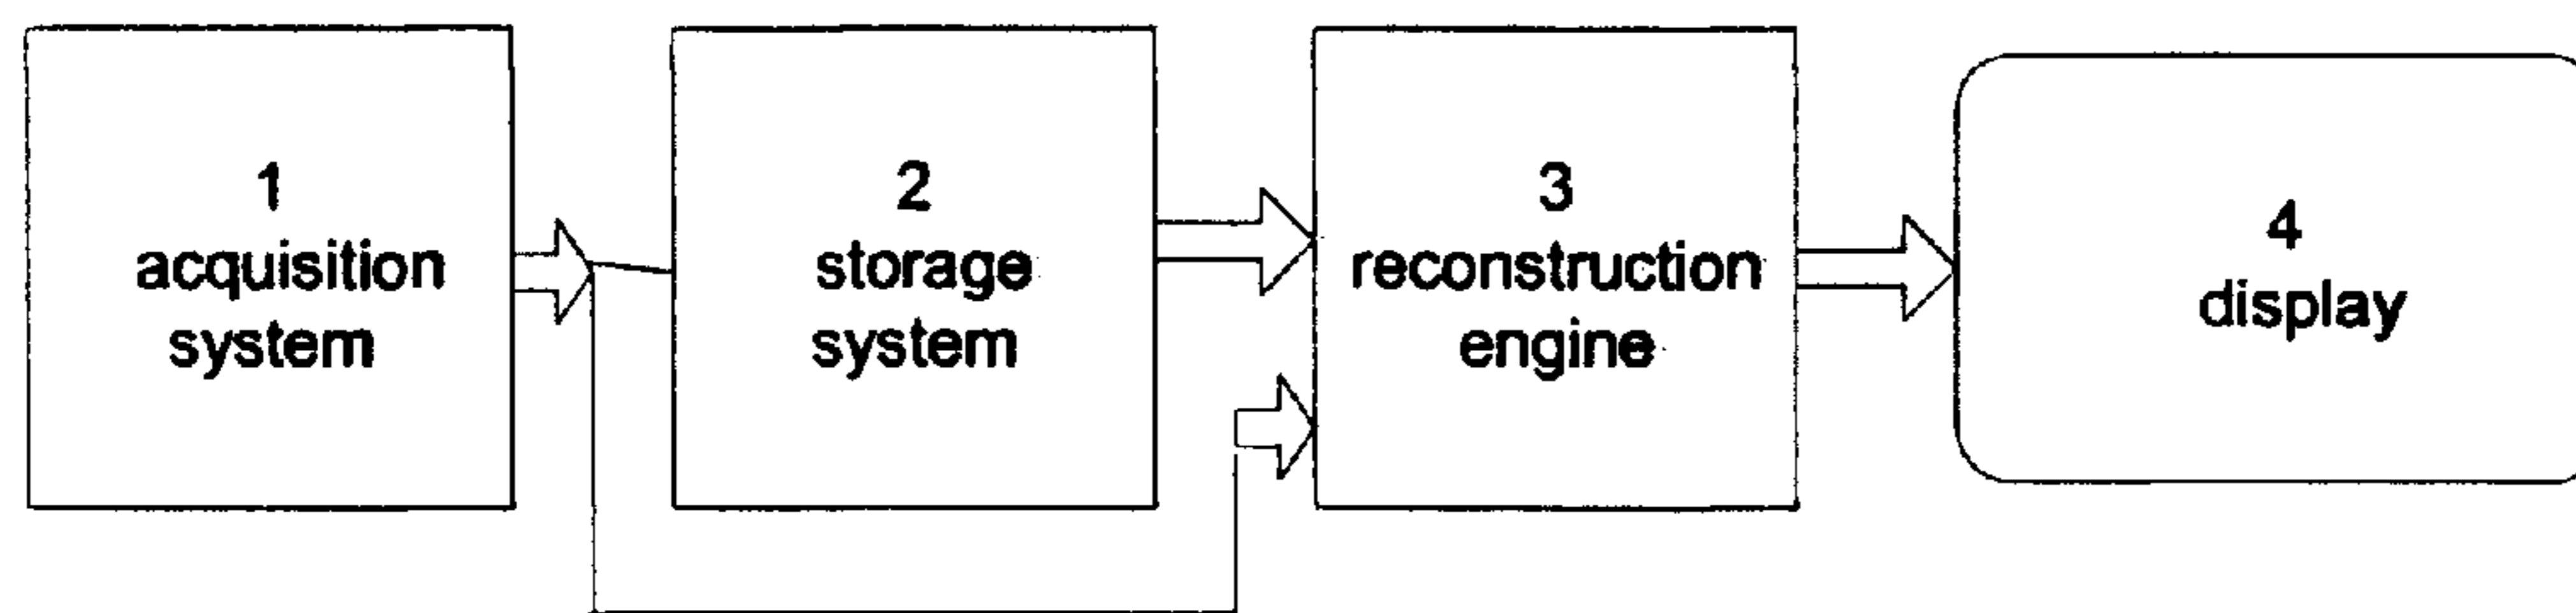 1
acquisition
system
2
storage
system
3
reconstruction
engine
4
display